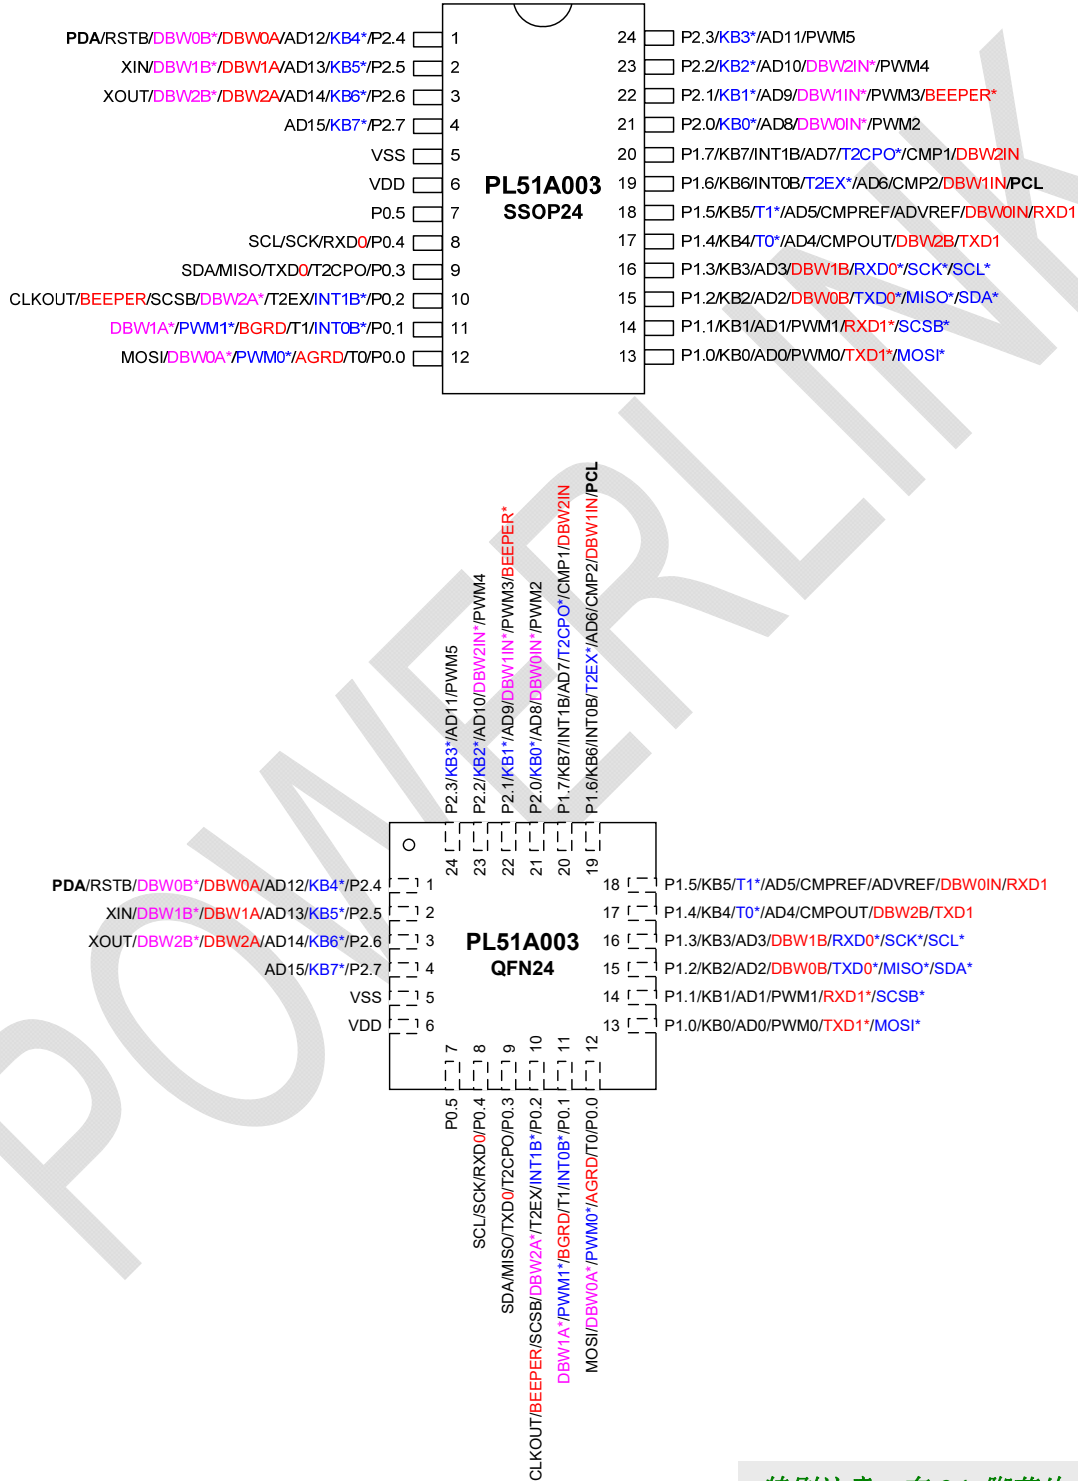 PDA/RSTB/DBW0B*/DBW0A/AD12/KB4*/P2.4 1
XIN/DBW1B*/DBW1A/AD13/KB5*/P2.5 2
XOUT/DBW2B*/DBW2A/AD14/KB6*/P2.6 3
AD15/KB7*/P2.7 4
VSS 5
VDD 6
P0.5 7
SCL/SCK/RXD0/P0.4 8
SDA/MISO/TXD0/T2CPO/P0.3 9
CLKOUT/BEEPER/SCSB/DBW2A*/T2EX/INT1B*/P0.2 10
DBW1A*/PWM1*/BGRD/T1/INT0B*/P0.1 11
MOSI/DBW0A*/PWM0*/AGRD/T0/P0.0 12
PL51A003
SSOP24
24 P2.3/KB3*/AD11/PWM5
23 P2.2/KB2*/AD10/DBW2IN*/PWM4
22 P2.1/KB1*/AD9/DBW1IN*/PWM3/BEEPER*
21 P2.0/KB0*/AD8/DBW0IN*/PWM2
20 P1.7/KB7/INT1B/AD7/T2CPO*/CMP1/DBW2IN
19 P1.6/KB6/INT0B/T2EX*/AD6/CMP2/DBW1IN/PCL
18 P1.5/KB5/T1*/AD5/CMPREF/ADVREF/DBW0IN/RXD1
17 P1.4/KB4/T0*/AD4/CMPOUT/DBW2B/TXD1
16 P1.3/KB3/AD3/DBW1B/RXD0*/SCK*/SCL*
15 P1.2/KB2/AD2/DBW0B/TXD0*/MISO*/SDA*
14 P1.1/KB1/AD1/PWM1/RXD1*/SCSB*
13 P1.0/KB0/AD0/PWM0/TXD1*/MOSI*
24 P2.3/KB3*/AD11/PWM5
23 P2.2/KB2*/AD10/DBW2IN*/PWM4
22 P2.1/KB1*/AD9/DBW1IN*/PWM3/BEEPER*
21 P2.0/KB0*/AD8/DBW0IN*/PWM2
20 P1.7/KB7/INT1B/AD7/T2CPO*/CMP1/DBW2IN
19 P1.6/KB6/INT0B/T2EX*/AD6/CMP2/DBW1IN/PCL
PDA/RSTB/DBW0B*/DBW0A/AD12/KB4*/P2.4 1
XIN/DBW1B*/DBW1A/AD13/KB5*/P2.5 2
XOUT/DBW2B*/DBW2A/AD14/KB6*/P2.6 3
AD15/KB7*/P2.7 4
VSS 5
VDD 6
PL51A003
QFN24
18 P1.5/KB5/T1*/AD5/CMPREF/ADVREF/DBW0IN/RXD1
17 P1.4/KB4/T0*/AD4/CMPOUT/DBW2B/TXD1
16 P1.3/KB3/AD3/DBW1B/RXD0*/SCK*/SCL*
15 P1.2/KB2/AD2/DBW0B/TXD0*/MISO*/SDA*
14 P1.1/KB1/AD1/PWM1/RXD1*/SCSB*
13 P1.0/KB0/AD0/PWM0/TXD1*/MOSI*
P0.5 7
SCL/SCK/RXD0/P0.4 8
SDA/MISO/TXD0/T2CPO/P0.3 9
CLKOUT/BEEPER/SCSB/DBW2A*/T2EX/INT1B*/P0.2 10
DBW1A*/PWM1*/BGRD/T1/INT0B*/P0.1 11
MOSI/DBW0A*/PWM0*/AGRD/T0/P0.0 12
POWERLINK